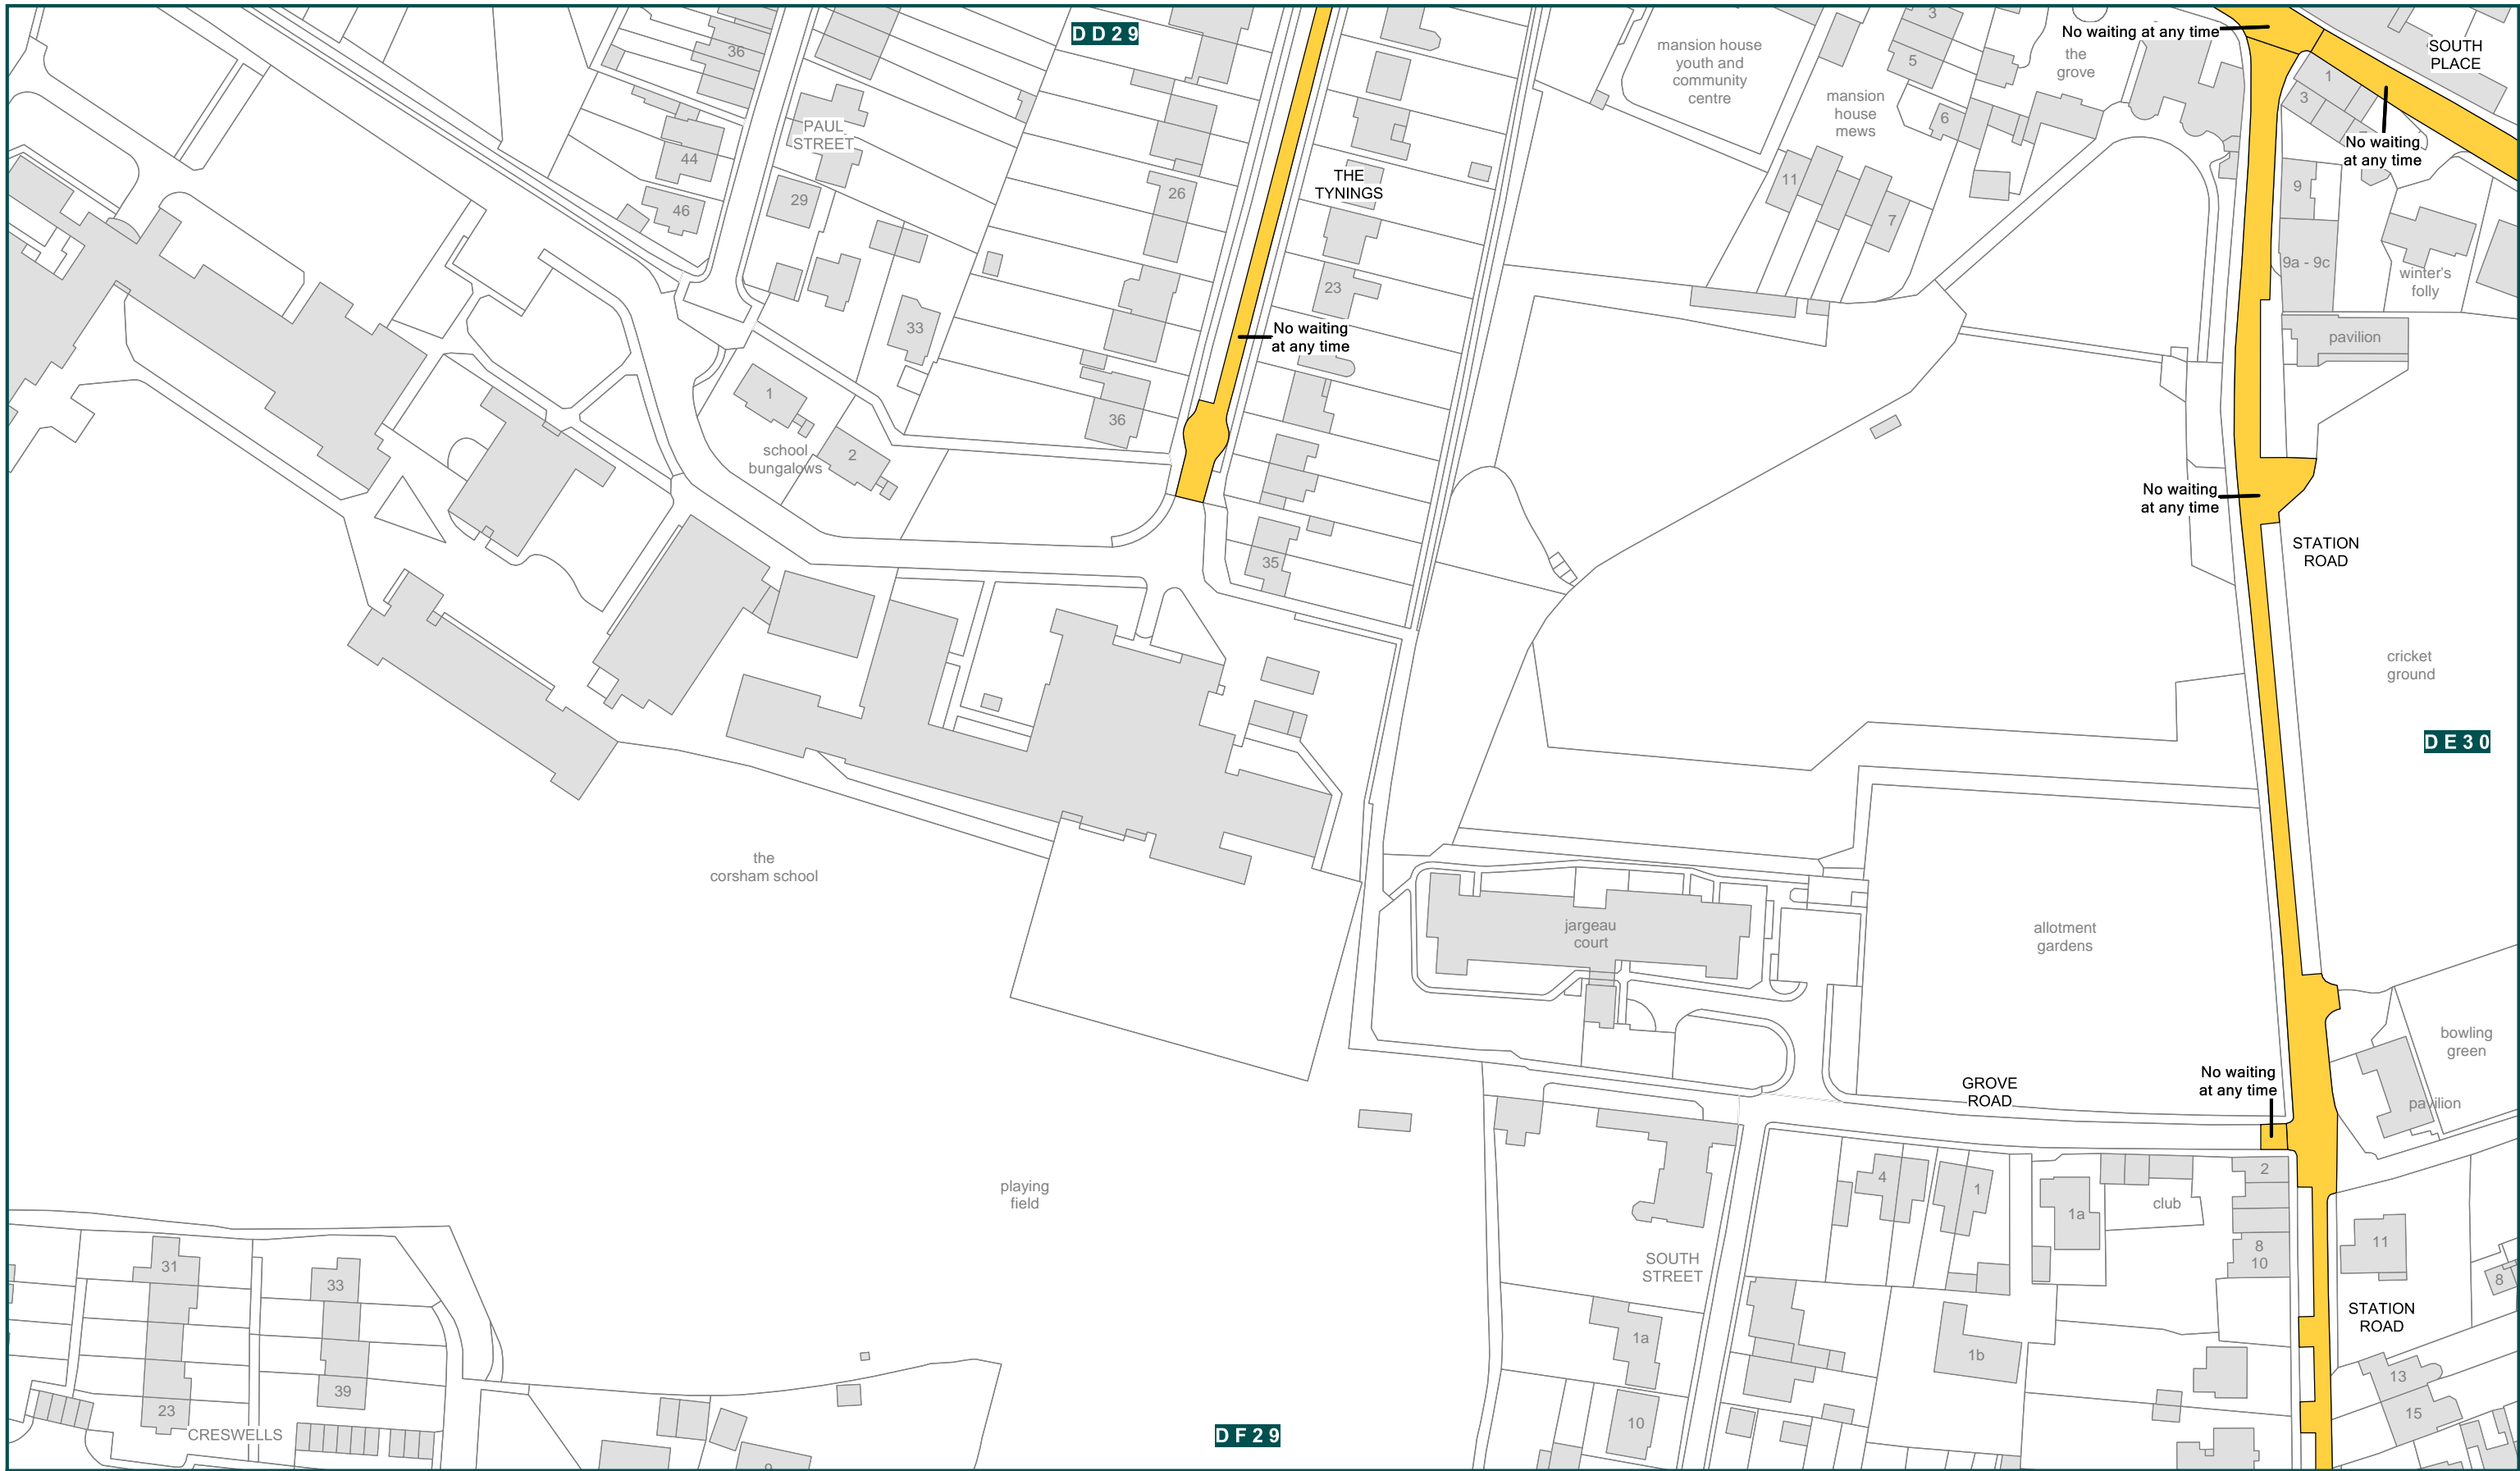 DD29
No waiting at any time
SOUTH
PLACE
3
36
5
the
grove
mansion house
youth and
community
centre
mansion
house
mews
1
3
6
PAUL
STREET
44
No waiting
at any time
THE
TYNINGS
11
26
29
46
9
7
9a - 9c
winter's
folly
23
33
No waiting
at any time
pavilion
1
36
school
bungalows
2
No waiting
at any time
STATION
ROAD
35
cricket
ground
DE30
the
corsham school
jargeau
court
allotment
gardens
bowling
green
No waiting
at any time
GROVE
ROAD
pavilion
2
4
1
1a
club
playing
field
8
10
11
SOUTH
STREET
31
33
8
STATION
ROAD
1a
1b
13
39
23
15
10
CRESWELLS
DF29